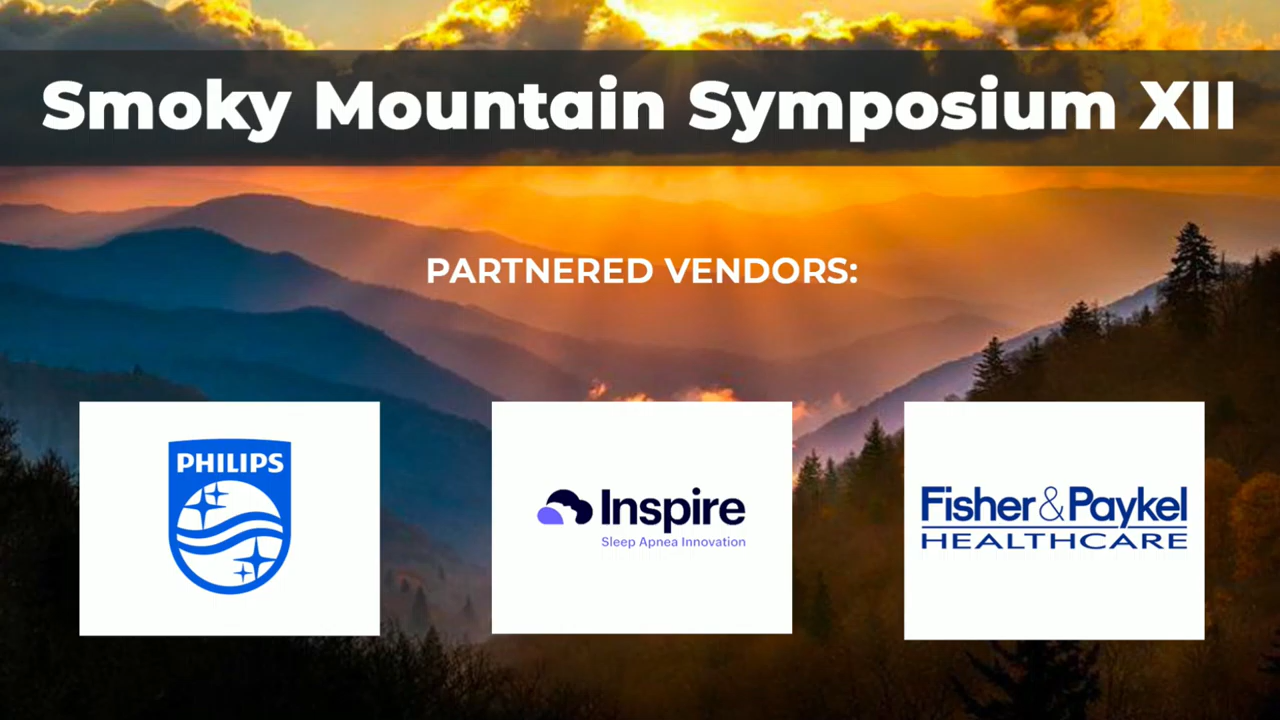 Smoky Mountain Symposium XII
PARTNERED VENDORS:
PHILIPS
Inspire
Sleep Apnea Innovation
Fisher&Paykel
HEALTHCARE